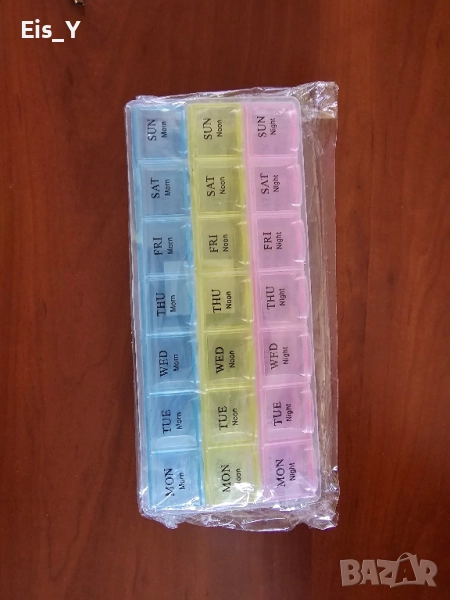 Eis_Y
SUN Morn
SUN Noon
SUN Night
SAT Morn
SAT Noon
SAT Night
FRI Morn
FRI Noon
FRI Night
THU Morn
THU Noon
THU Night
WED Morn
WED Noon
WED Night
TUE Morn
TUE Noon
TUE Night
MON Morn
MON Noon
MON Night
BAZAR